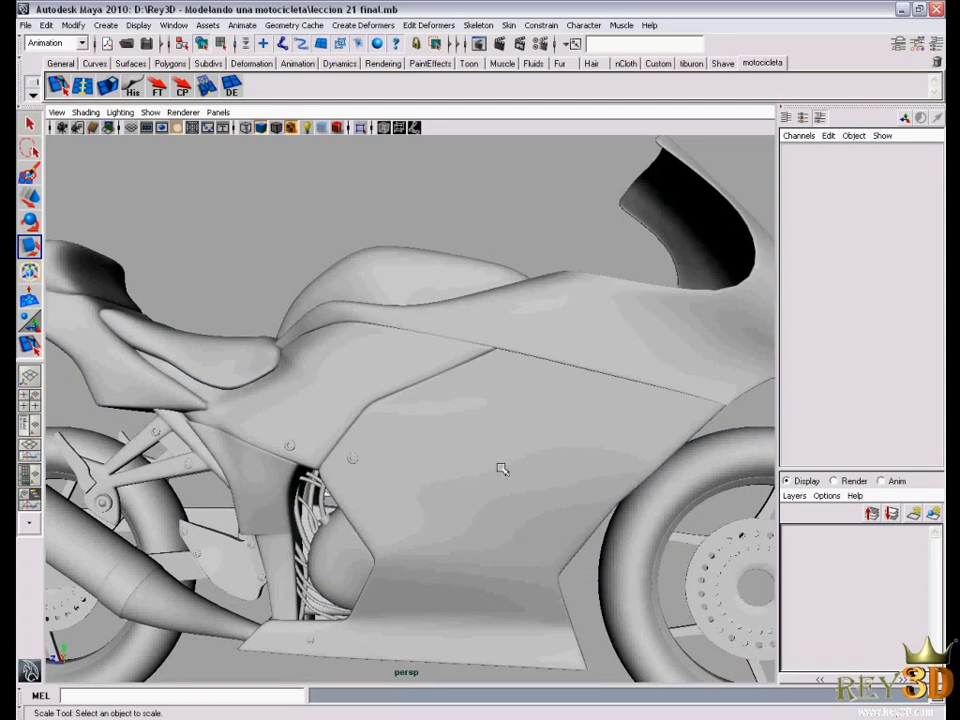 Autodesk Maya 2010: D:\Rey3D - Modelando una motocicleta\leccion 21 final.mb
File Edit Modify Create Display Window Assets Animate Geometry Cache Create Deformers Edit Deformers Skeleton Skin Constrain Character Muscle Help
Animation
General Curves Surfaces Polygons Subdivs Deformation Animation Dynamics Rendering PaintEffects Toon Muscle Fluids Fur Hair nCloth Custom tiburon Shave motocicleta
His FT CP DE
View Shading Lighting Show Renderer Panels
Channels Edit Object Show
Display Render Anim
Layers Options Help
persp
REY3D
www.rey3d.com
MEL
Scale Tool: Select an object to scale.